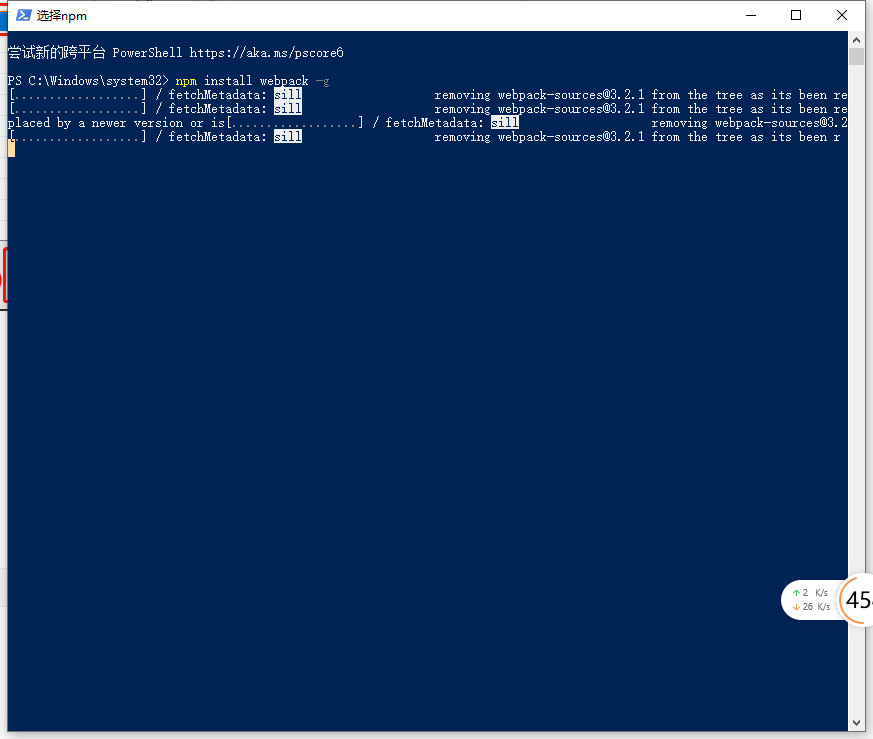 选择npm
尝试新的跨平台 PowerShell https://aka.ms/pscore6
PS C:\Windows\system32> npm install webpack -g
[..................] / fetchMetadata: sill removing webpack-sources@3.2.1 from the tree as its been re
[..................] / fetchMetadata: sill removing webpack-sources@3.2.1 from the tree as its been re
placed by a newer version or is[..................] / fetchMetadata: sill removing webpack-sources@3.2
[..................] / fetchMetadata: sill removing webpack-sources@3.2.1 from the tree as its been r
↑ 2 K/s
↓ 26 K/s